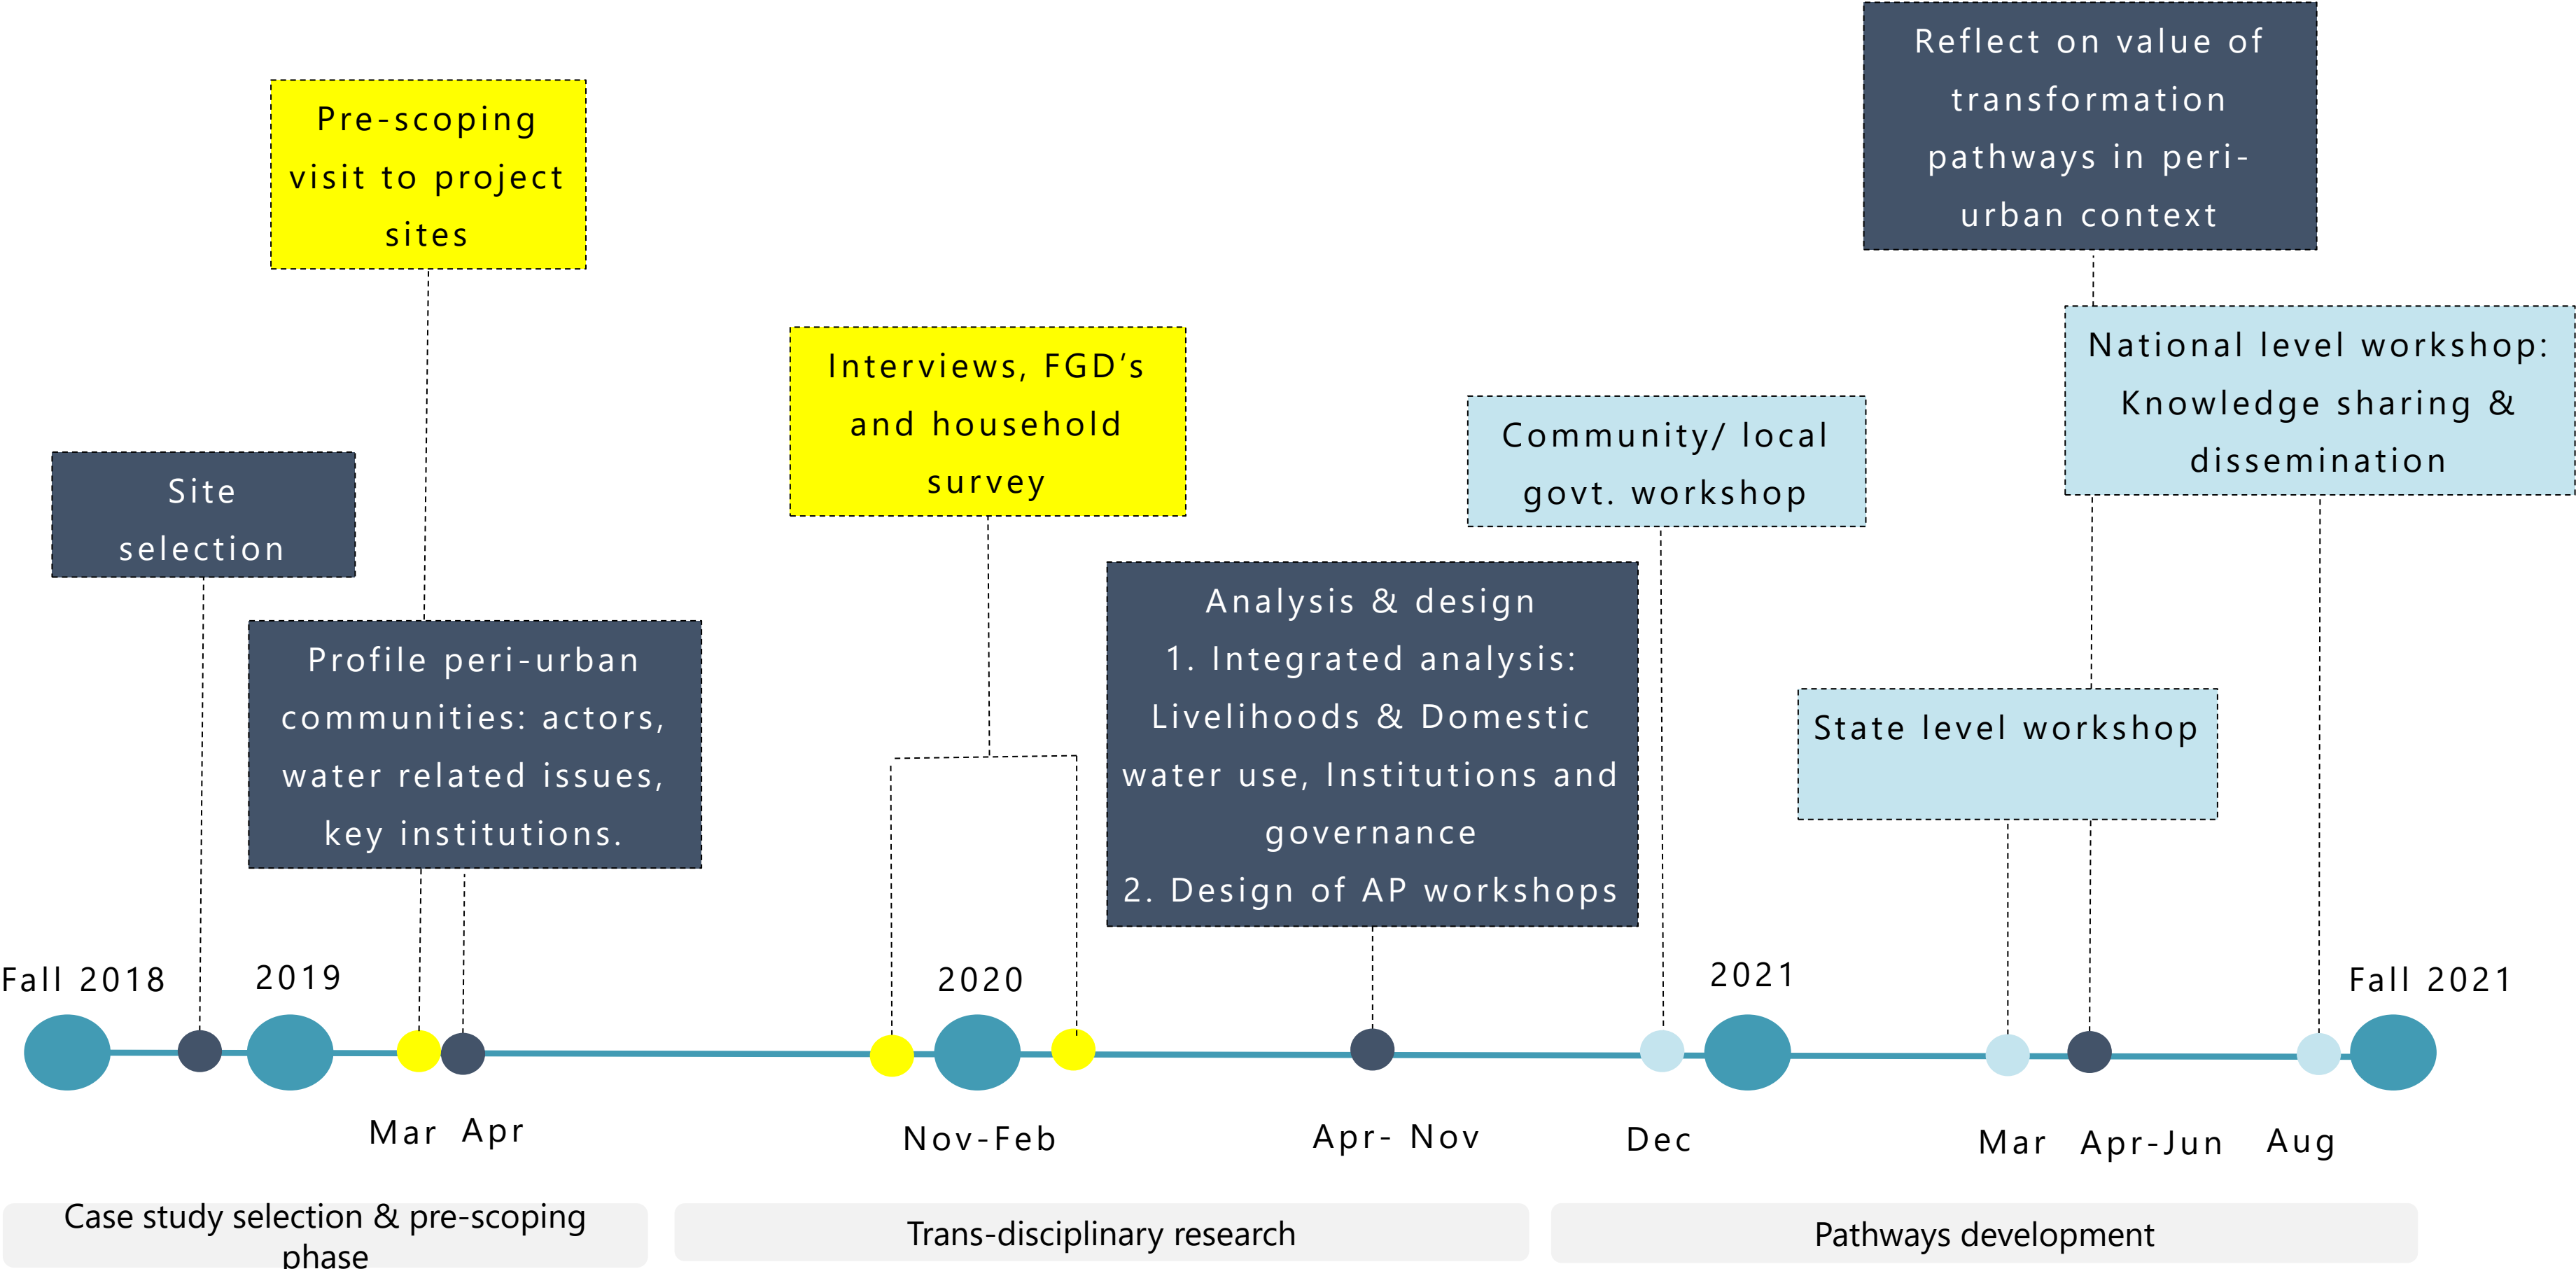 Reflect on value of
transformation
pathways in peri-
urban context
Pre-scoping
visit to project
sites
National level workshop:
Knowledge sharing &
dissemination
Interviews, FGD’s
and household
survey
Community/ local
govt. workshop
Site
selection
Analysis & design
1. Integrated analysis:
Livelihoods & Domestic
water use, Institutions and
governance
2. Design of AP workshops
Profile peri-urban
communities: actors,
water related issues,
key institutions.
State level workshop
Fall 2018
2019
2020
2021
Fall 2021
Mar
Apr
Nov-Feb
Apr- Nov
Dec
Mar
Apr-Jun
Aug
Case study selection & pre-scoping
phase
Trans-disciplinary research
Pathways development